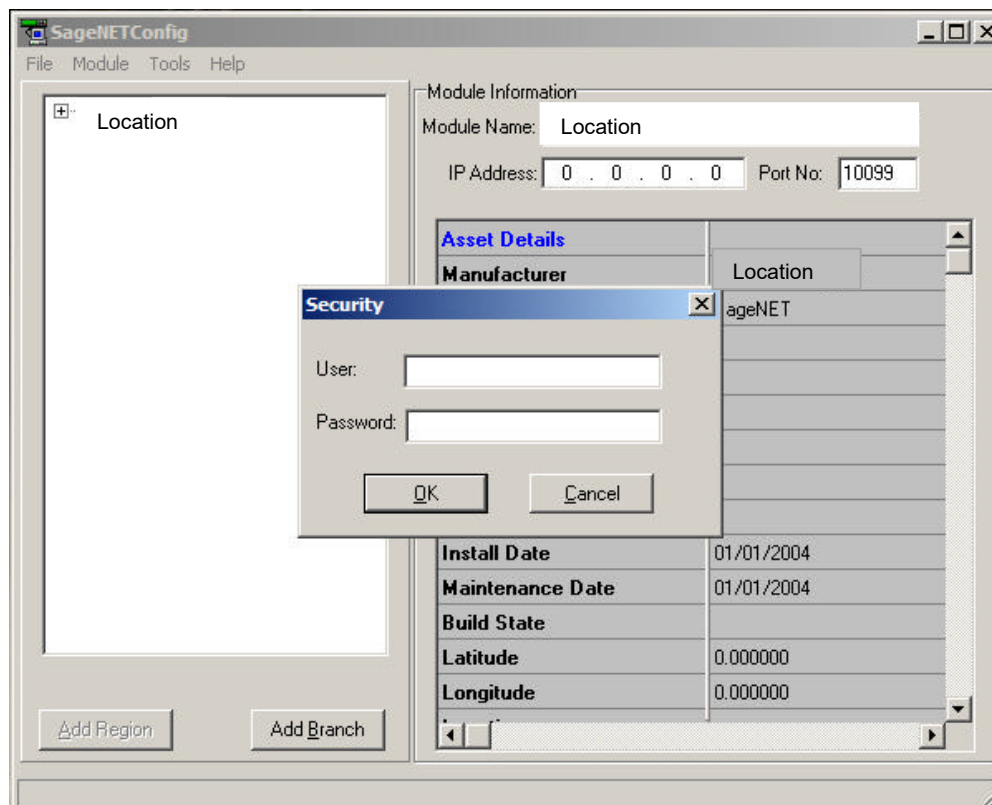 SageNETConfig
File Module Tools Help
Location
Module Information
Module Name: Location
IP Address: 0 . 0 . 0 . 0 Port No: 10099
Asset Details
Manufacturer Location
ageNET
Security
User:
Password:
OK Cancel
Install Date 01/01/2004
Maintenance Date 01/01/2004
Build State
Latitude 0.000000
Longitude 0.000000
Add Region Add Branch